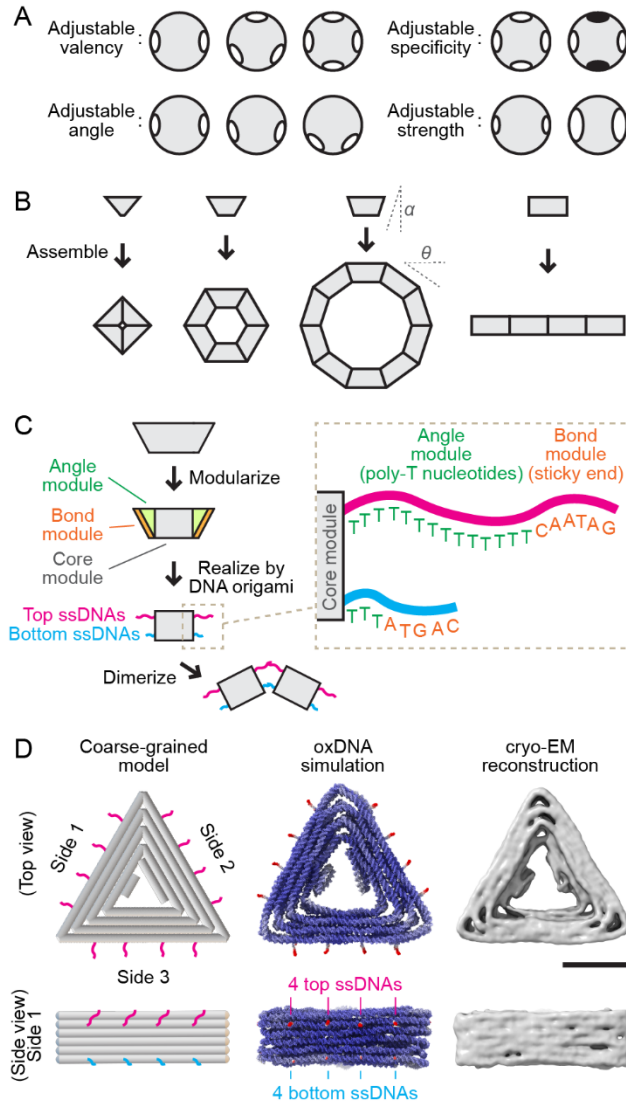 A
Adjustable valency :
Adjustable specificity :
Adjustable angle :
Adjustable strength :
B
α
Assemble
θ
C
Angle module
Bond module
Core module
Modularize
Realize by
DNA origami
Top ssDNAs
Bottom ssDNAs
Dimerize
Angle module
(poly-T nucleotides)
Bond module
(sticky end)
Core module
TTTTTTTTTTTTTCAATAG
TTTATGAC
D
Coarse-grained model
oxDNA simulation
cryo-EM reconstruction
(Top view)
Side 1
Side 2
Side 3
4 top ssDNAs
(Side view)
Side 1
4 bottom ssDNAs